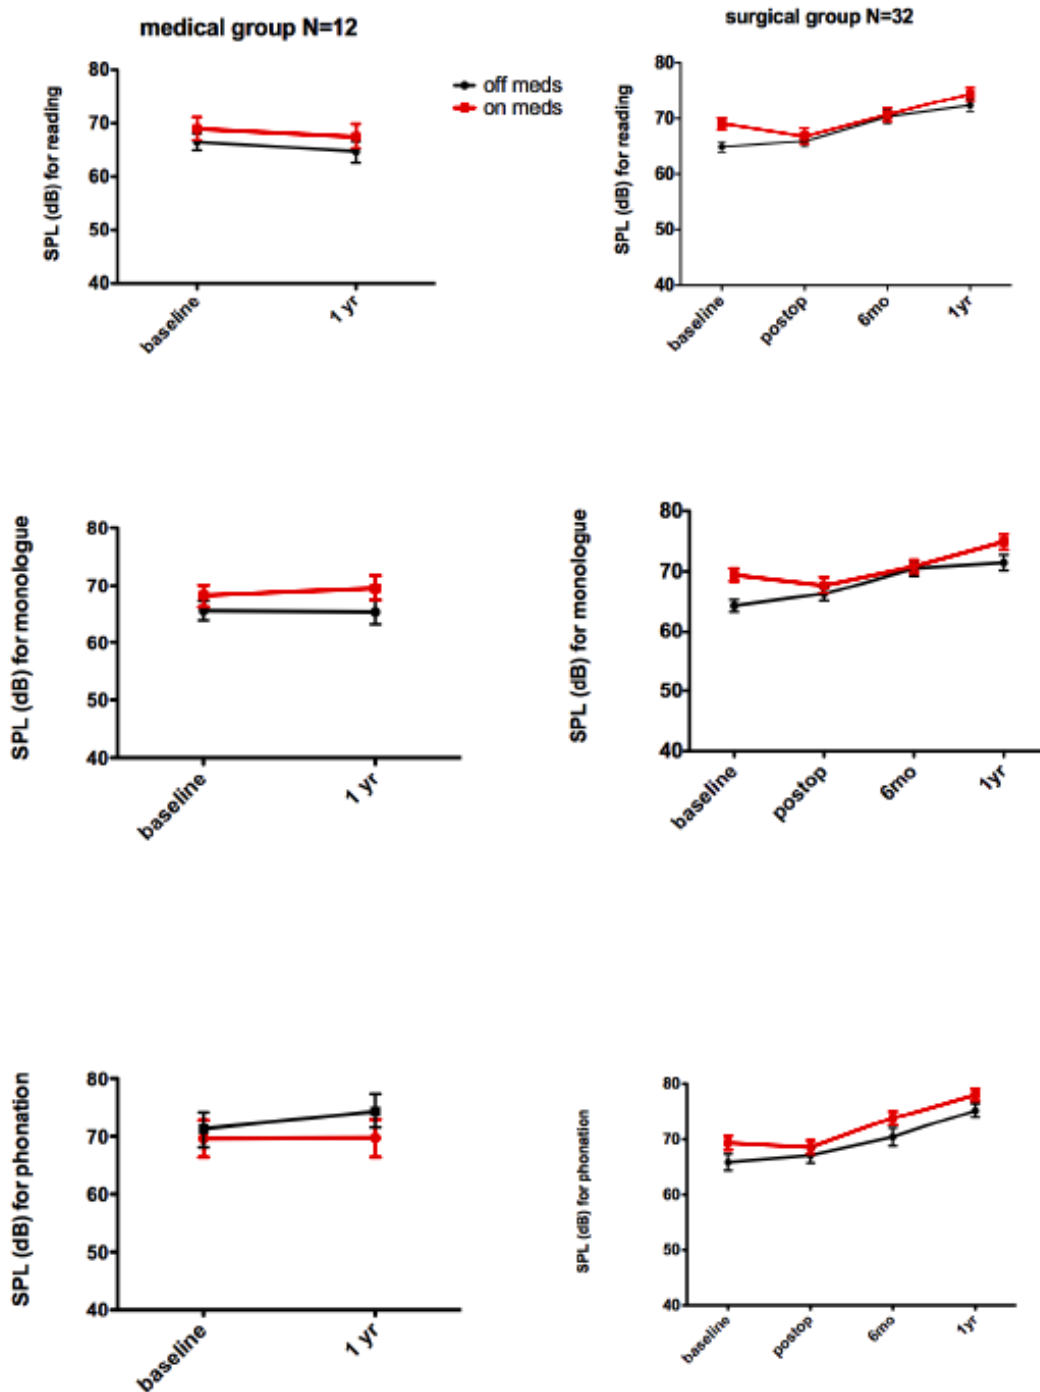 medical group N=12
surgical group N=32
off meds
on meds
SPL (dB) for reading
80
70
60
50
40
baseline
1 yr
SPL (dB) for reading
80
70
60
50
40
baseline
postop
6mo
1yr
SPL (dB) for monologue
80
70
60
50
40
baseline
1 yr
SPL (dB) for monologue
80
70
60
50
40
baseline
postop
6mo
1yr
SPL (dB) for phonation
80
70
60
50
40
baseline
1 yr
SPL (dB) for phonation
80
70
60
50
40
baseline
postop
6mo
1yr